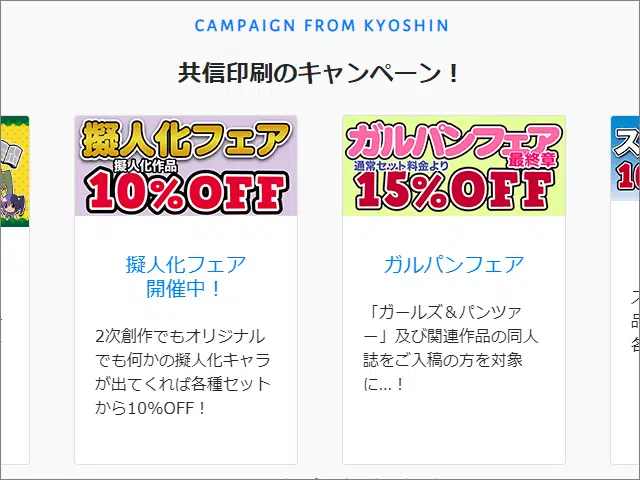 CAMPAIGN FROM KYOSHIN
共信印刷のキャンペーン！
擬人化フェア
擬人化作品
10%OFF
擬人化フェア
開催中！
2次創作でもオリジナル
でも何かの擬人化キャラ
が出てくれば各種セット
から10%OFF！
ガルパンフェア
最終章
通常セット料金より
15%OFF
ガルパンフェア
「ガールズ＆パンツァ
ー」及び関連作品の同人
誌をご入稿の方を対象
に...！